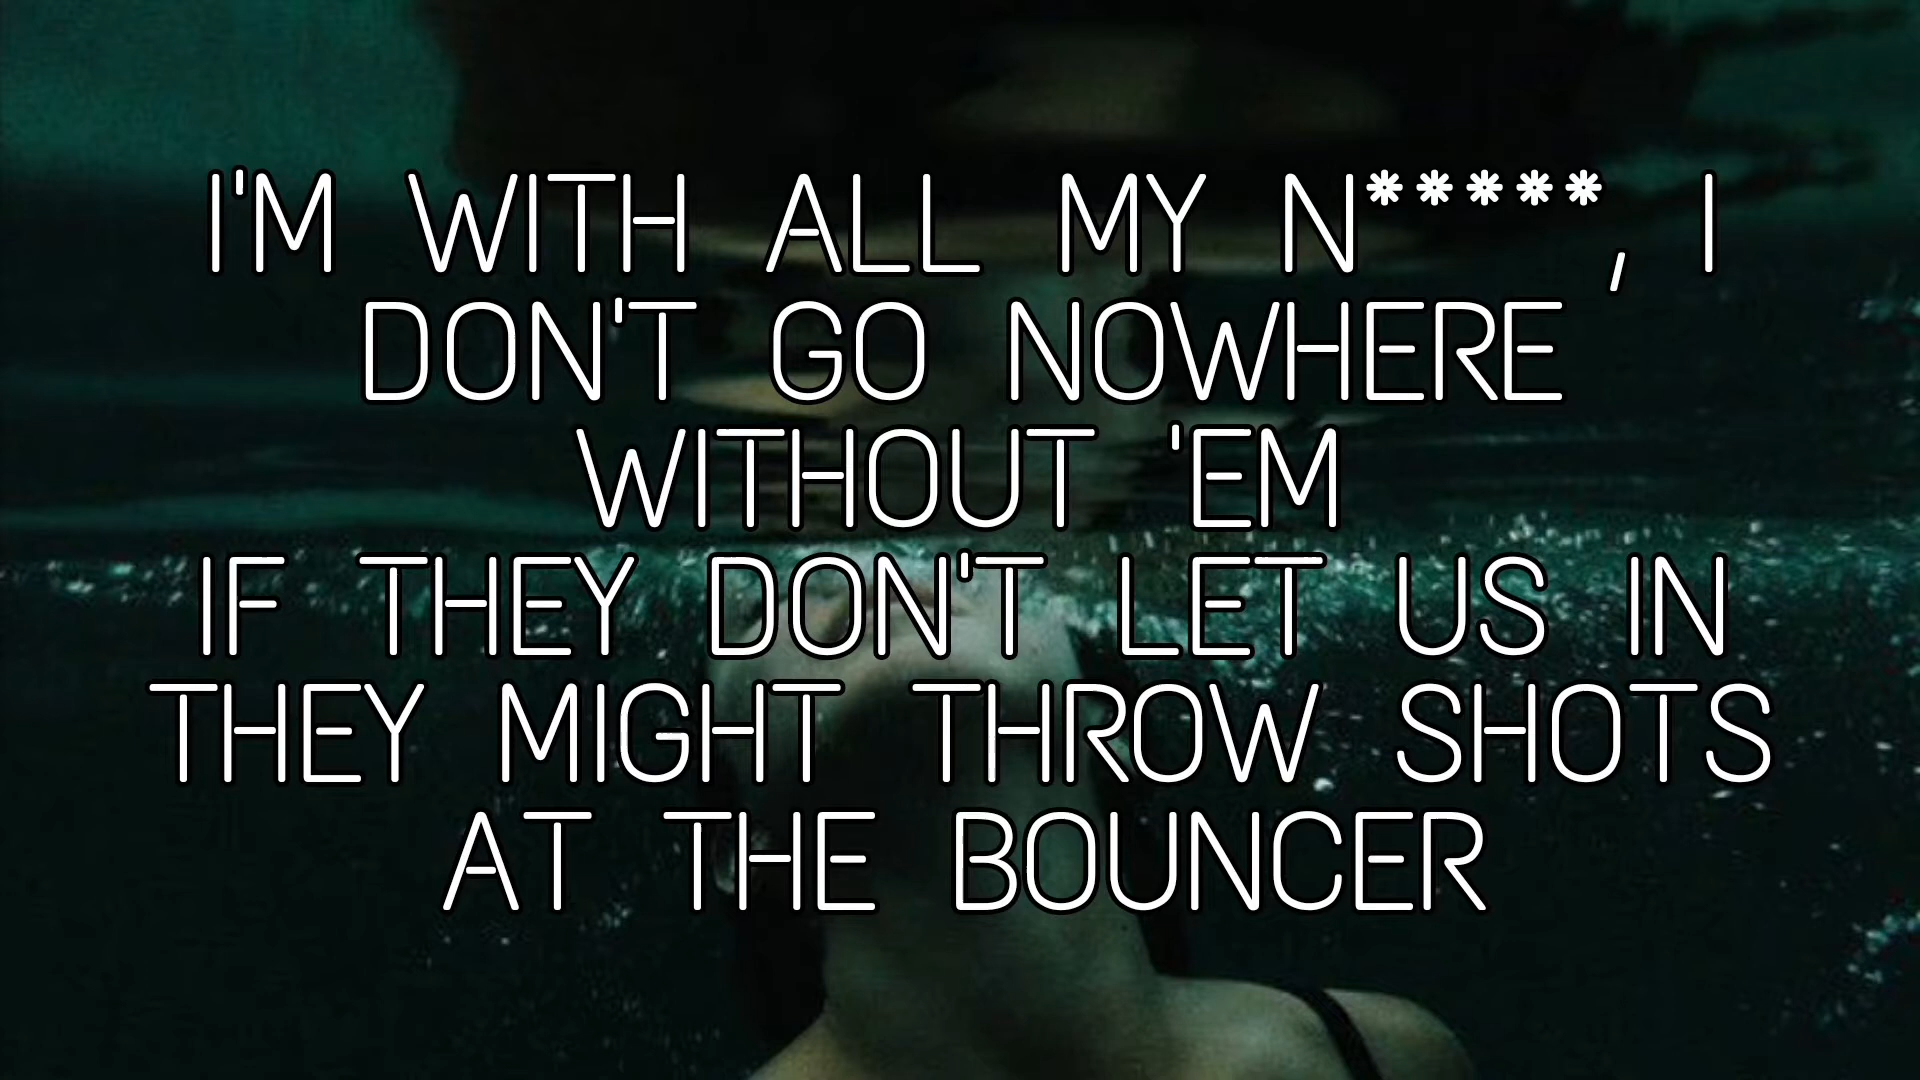 I'M WITH ALL MY N*****, I
DON'T GO NOWHERE
WITHOUT 'EM
IF THEY DON'T LET US IN
THEY MIGHT THROW SHOTS
AT THE BOUNCER